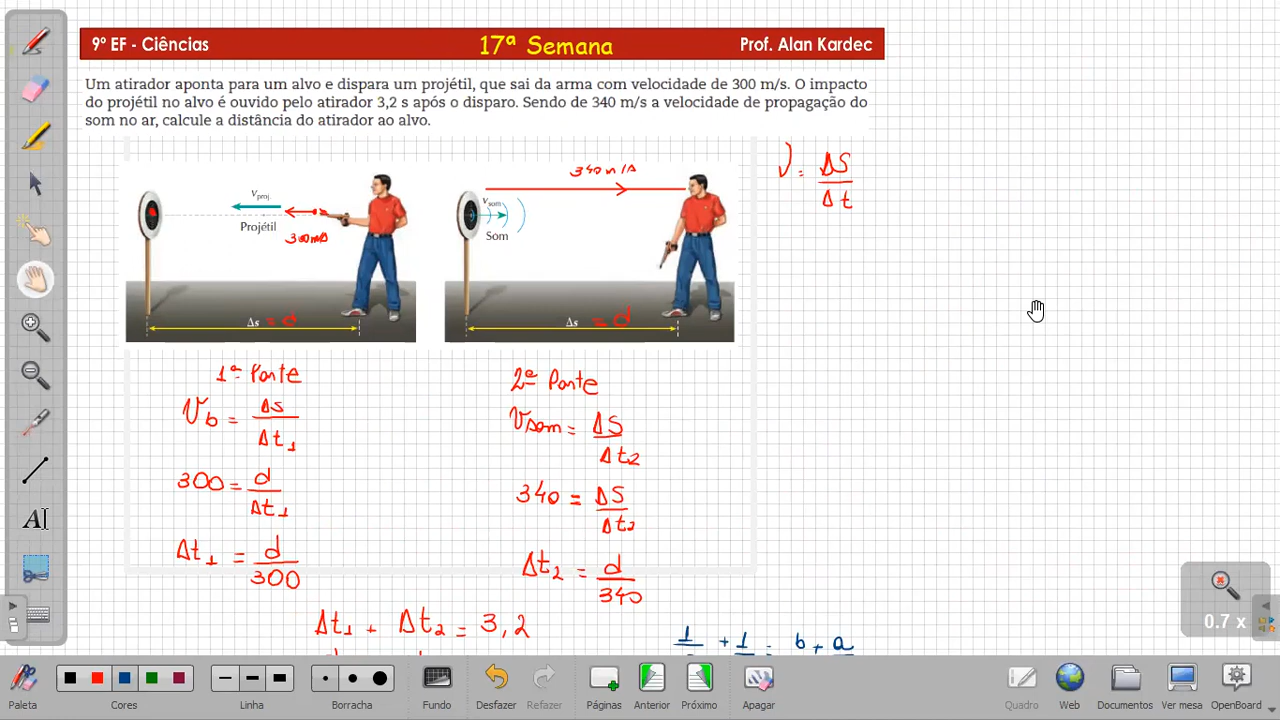 9º EF - Ciências 17ª Semana Prof. Alan Kardec
Um atirador aponta para um alvo e dispara um projétil, que sai da arma com velocidade de 300 m/s. O impacto
do projétil no alvo é ouvido pelo atirador 3,2 s após o disparo. Sendo de 340 m/s a velocidade de propagação do
som no ar, calcule a distância do atirador ao alvo.
V = ΔS / Δt
340 m/s
v proj
Projétil
300 m/s
v som
Som
Δs = d
Δs = d
1ª Parte
Vb = Δs / Δt1
300 = d / Δt1
Δt1 = d / 300
2ª Parte
Vsom = ΔS / Δt2
340 = ΔS / Δt2
Δt2 = d / 340
Δt1 + Δt2 = 3,2
1 + 1 = b + a
0.7 x
Paleta Cores Linha Borracha Fundo Desfazer Refazer Páginas Anterior Próximo Apagar Quadro Web Documentos Ver mesa OpenBoard